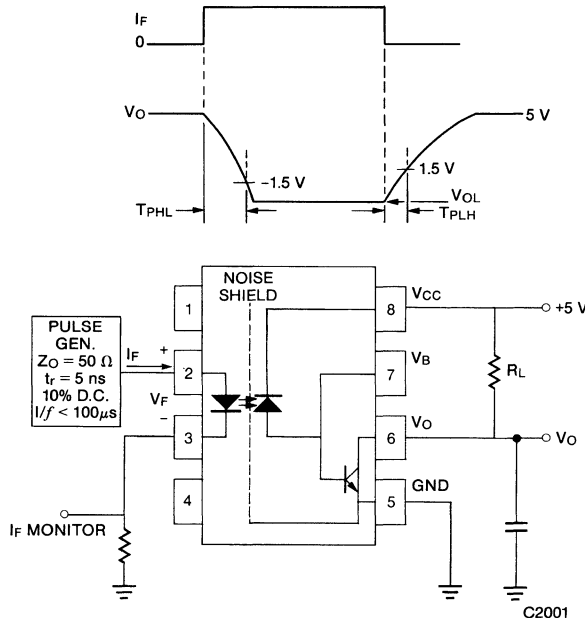 IF
0
VO
5 V
–1.5 V
1.5 V
VOL
TPHL
TPLH
NOISE
SHIELD
1
8
VCC
+5 V
PULSE
GEN.
ZO = 50 Ω
tr = 5 ns
10% D.C.
I/f < 100μs
+
IF
2
7
VB
RL
VF
–
3
6
VO
VO
4
5
GND
IF MONITOR
C2001